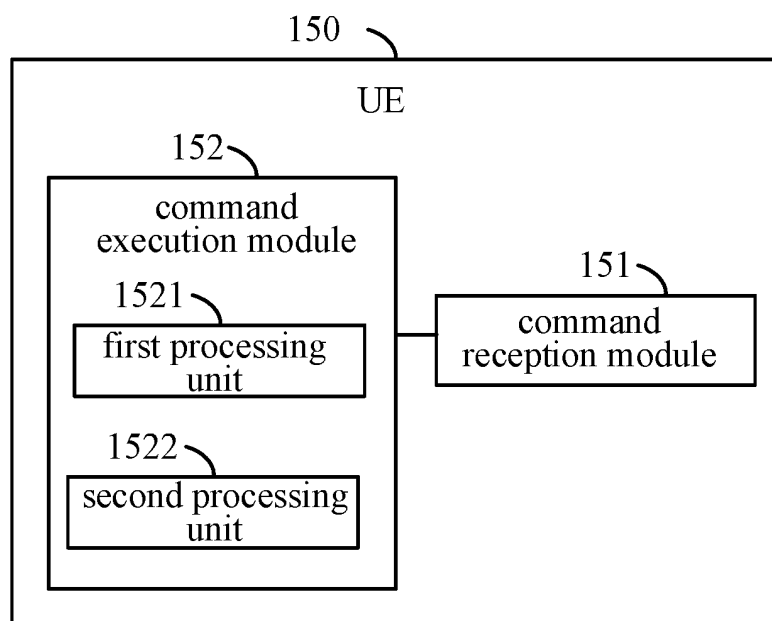 150
UE
152
command
execution module
1521
first processing
unit
1522
second processing
unit
151
command
reception module